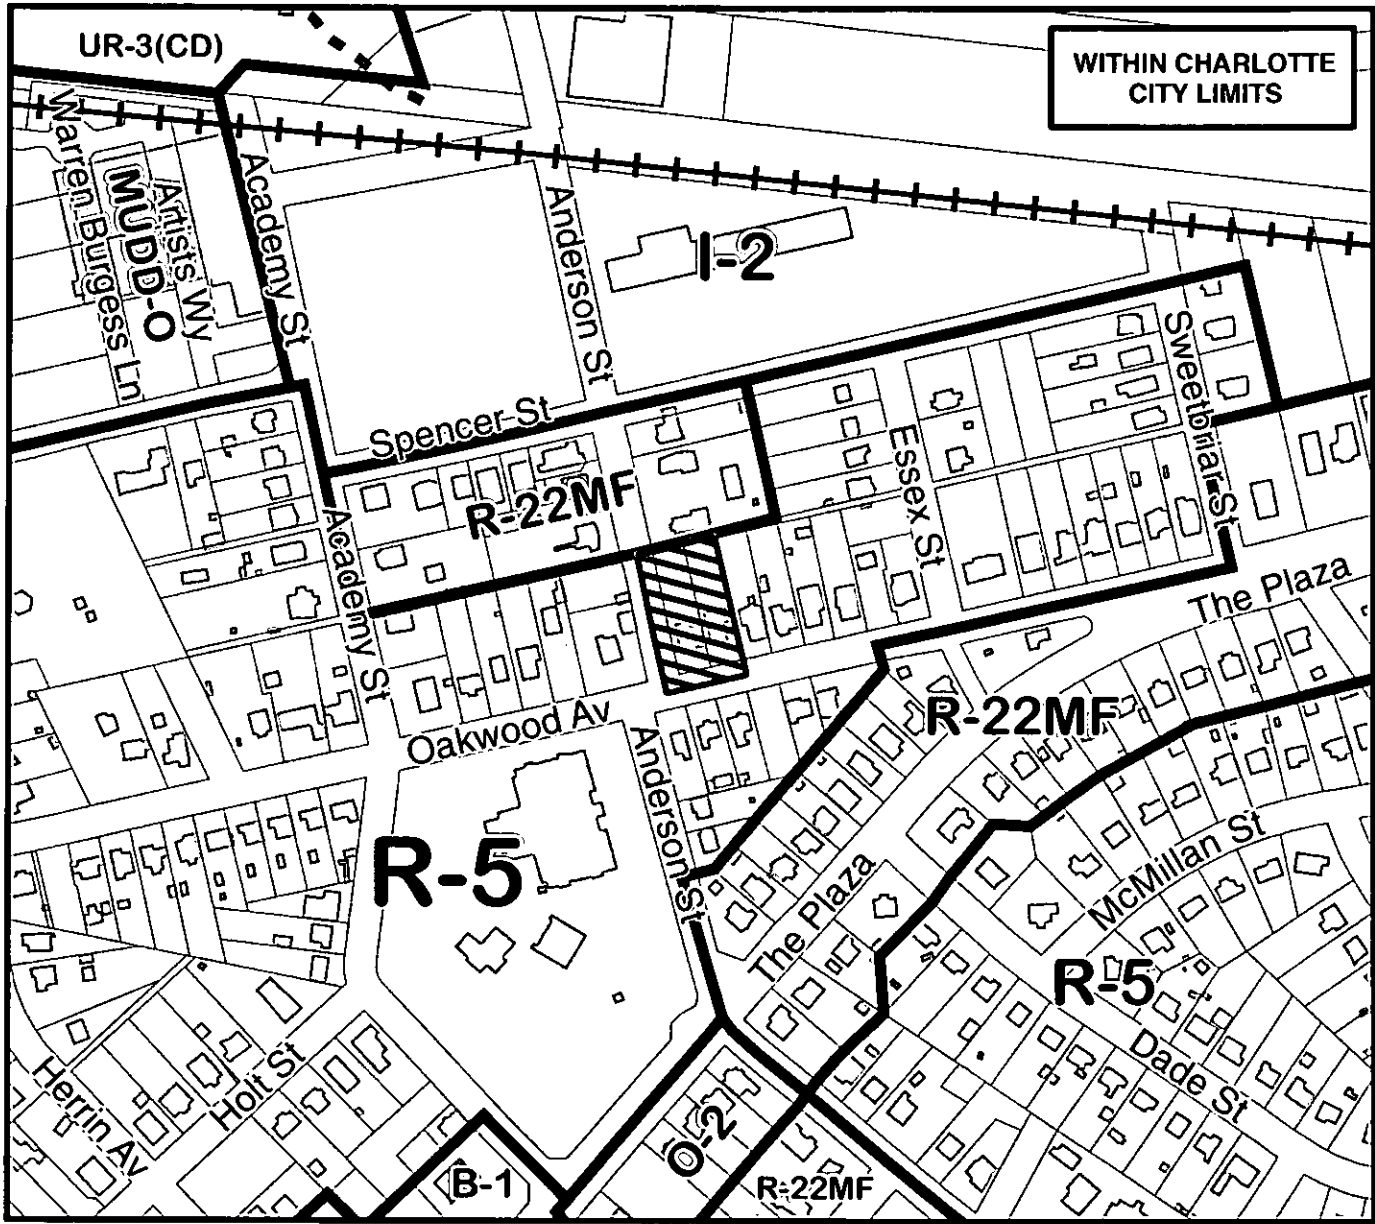 UR-3(CD)
WITHIN CHARLOTTE
CITY LIMITS
Warren Burgess Ln
MUDD-O
Artists Wy
Academy St
Anderson St
I-2
Spencer St
Sweetbriar St
Essex St
R-22MF
Academy St
The Plaza
Oakwood Av
R-22MF
Anderson St
R-5
The Plaza
McMillan St
R-5
Dade St
Herrin Av
Holt St
O-2
B-1
R-22MF